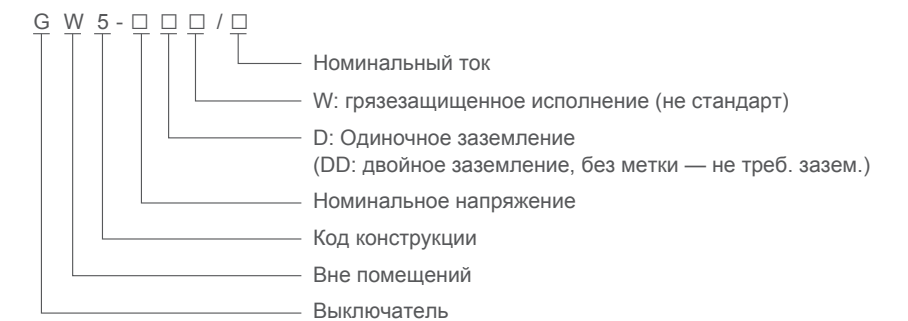 G W 5 - □ □ □ / □
Номинальный ток
W: грязезащищенное исполнение (не стандарт)
D: Одиночное заземление
(DD: двойное заземление, без метки — не треб. зазем.)
Номинальное напряжение
Код конструкции
Вне помещений
Выключатель